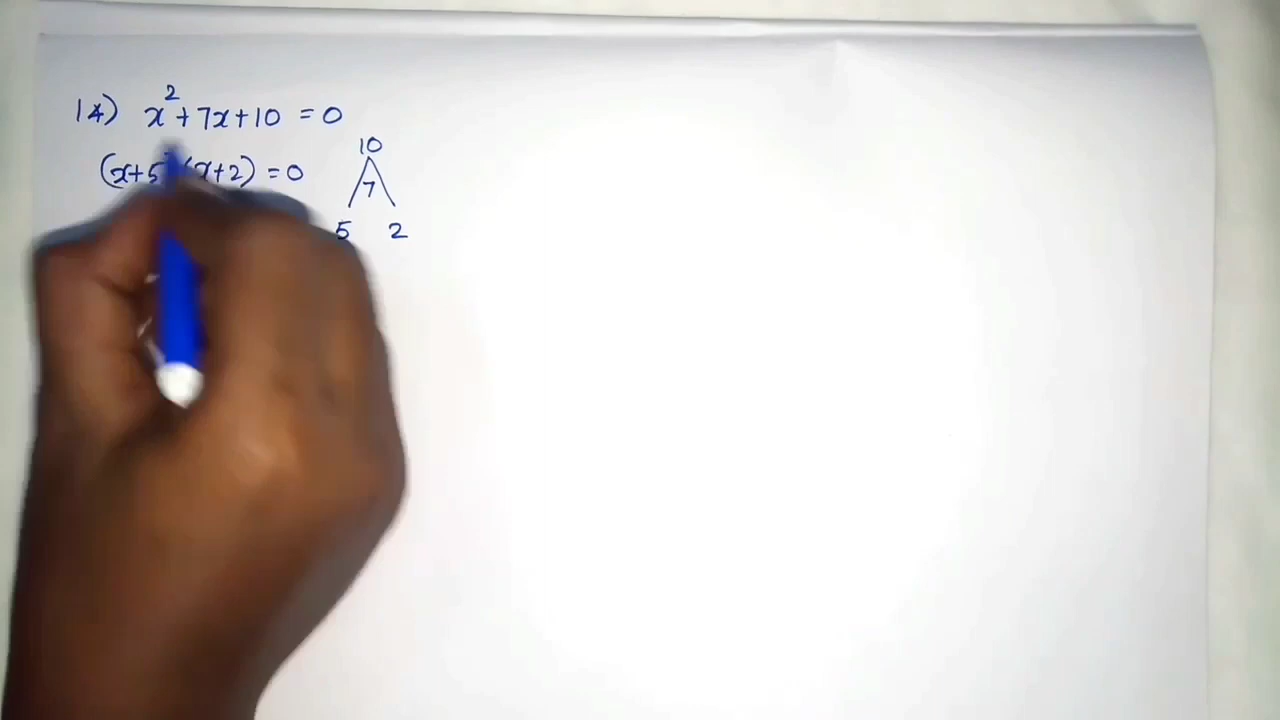 14) x² + 7x + 10 = 0
(x+5) (x+2) = 0
10
7
5 2